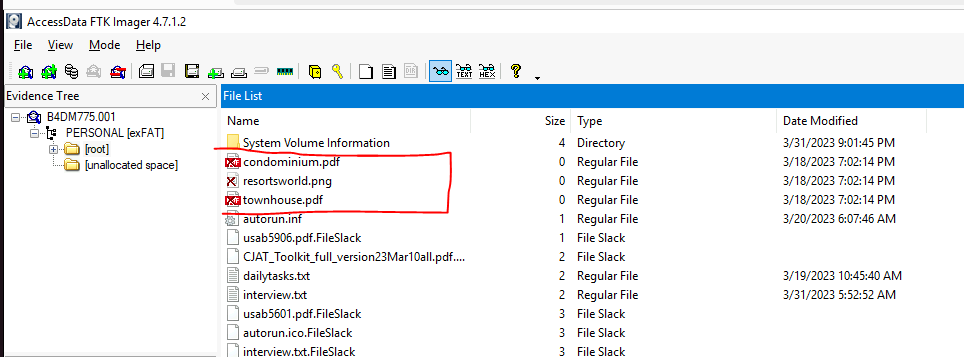 AccessData FTK Imager 4.7.1.2
File View Mode Help
TEXT HEX
Evidence Tree
File List
B4DM775.001
PERSONAL [exFAT]
[root]
[unallocated space]
Name Size Type Date Modified
System Volume Information 4 Directory 3/31/2023 9:01:45 PM
condominium.pdf 0 Regular File 3/18/2023 7:02:14 PM
resortsworld.png 0 Regular File 3/18/2023 7:02:14 PM
townhouse.pdf 0 Regular File 3/18/2023 7:02:14 PM
autorun.inf 1 Regular File 3/20/2023 6:07:46 AM
usab5906.pdf.FileSlack 1 File Slack
CJAT_Toolkit_full_version23Mar10all.pdf.... 2 File Slack
dailytasks.txt 2 Regular File 3/19/2023 10:45:40 AM
interview.txt 2 Regular File 3/31/2023 5:52:52 AM
usab5601.pdf.FileSlack 3 File Slack
autorun.ico.FileSlack 3 File Slack
interview.txt.FileSlack 3 File Slack